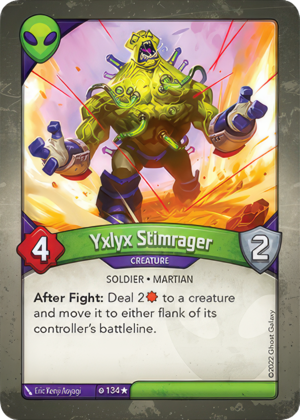 4
Yxlyx Stimrager
2
CREATURE
SOLDIER • MARTIAN
After Fight: Deal 2 to a creature
and move it to either flank of its
controller's battleline.
Eric Kenji Aoyagi
134★
©2022 Ghost Galaxy